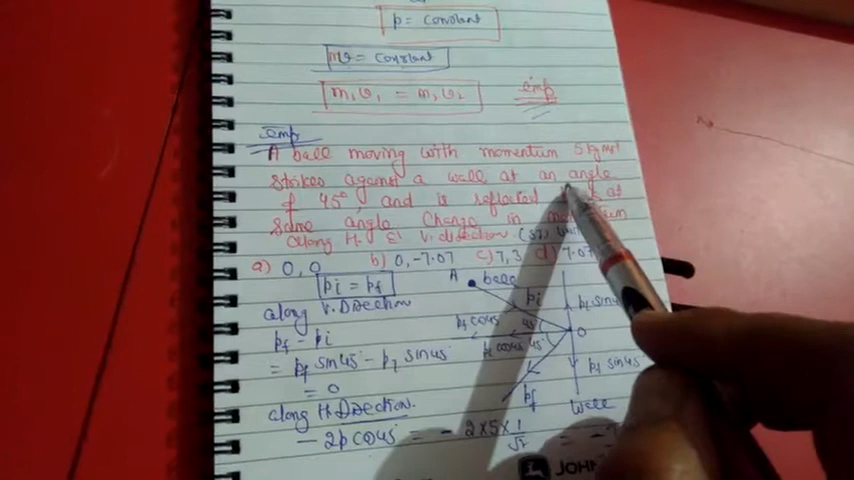 p = constant
mv = constant
m₁v₁ = m₂v₂
imp
imp
A ball moving with momentum 5 kgm/s
strikes against a wall at an angle
of 45°, and is reflected at
same angle change in
along H. & V. direction.
a) 0, 0 b) 0, -7.07 c) 7, 3 d) 7.07
pi = pf
A ball
along V. Direction
pi
pf sin45
pf cos45
45°
O
pf - pi
pi cos45 45°
= pf sin45 - pi sin45
pf sin45
= 0
pf
along H. Direction.
wall
- 2p cos45 = - 2×5×1/√2 = -
JOHN